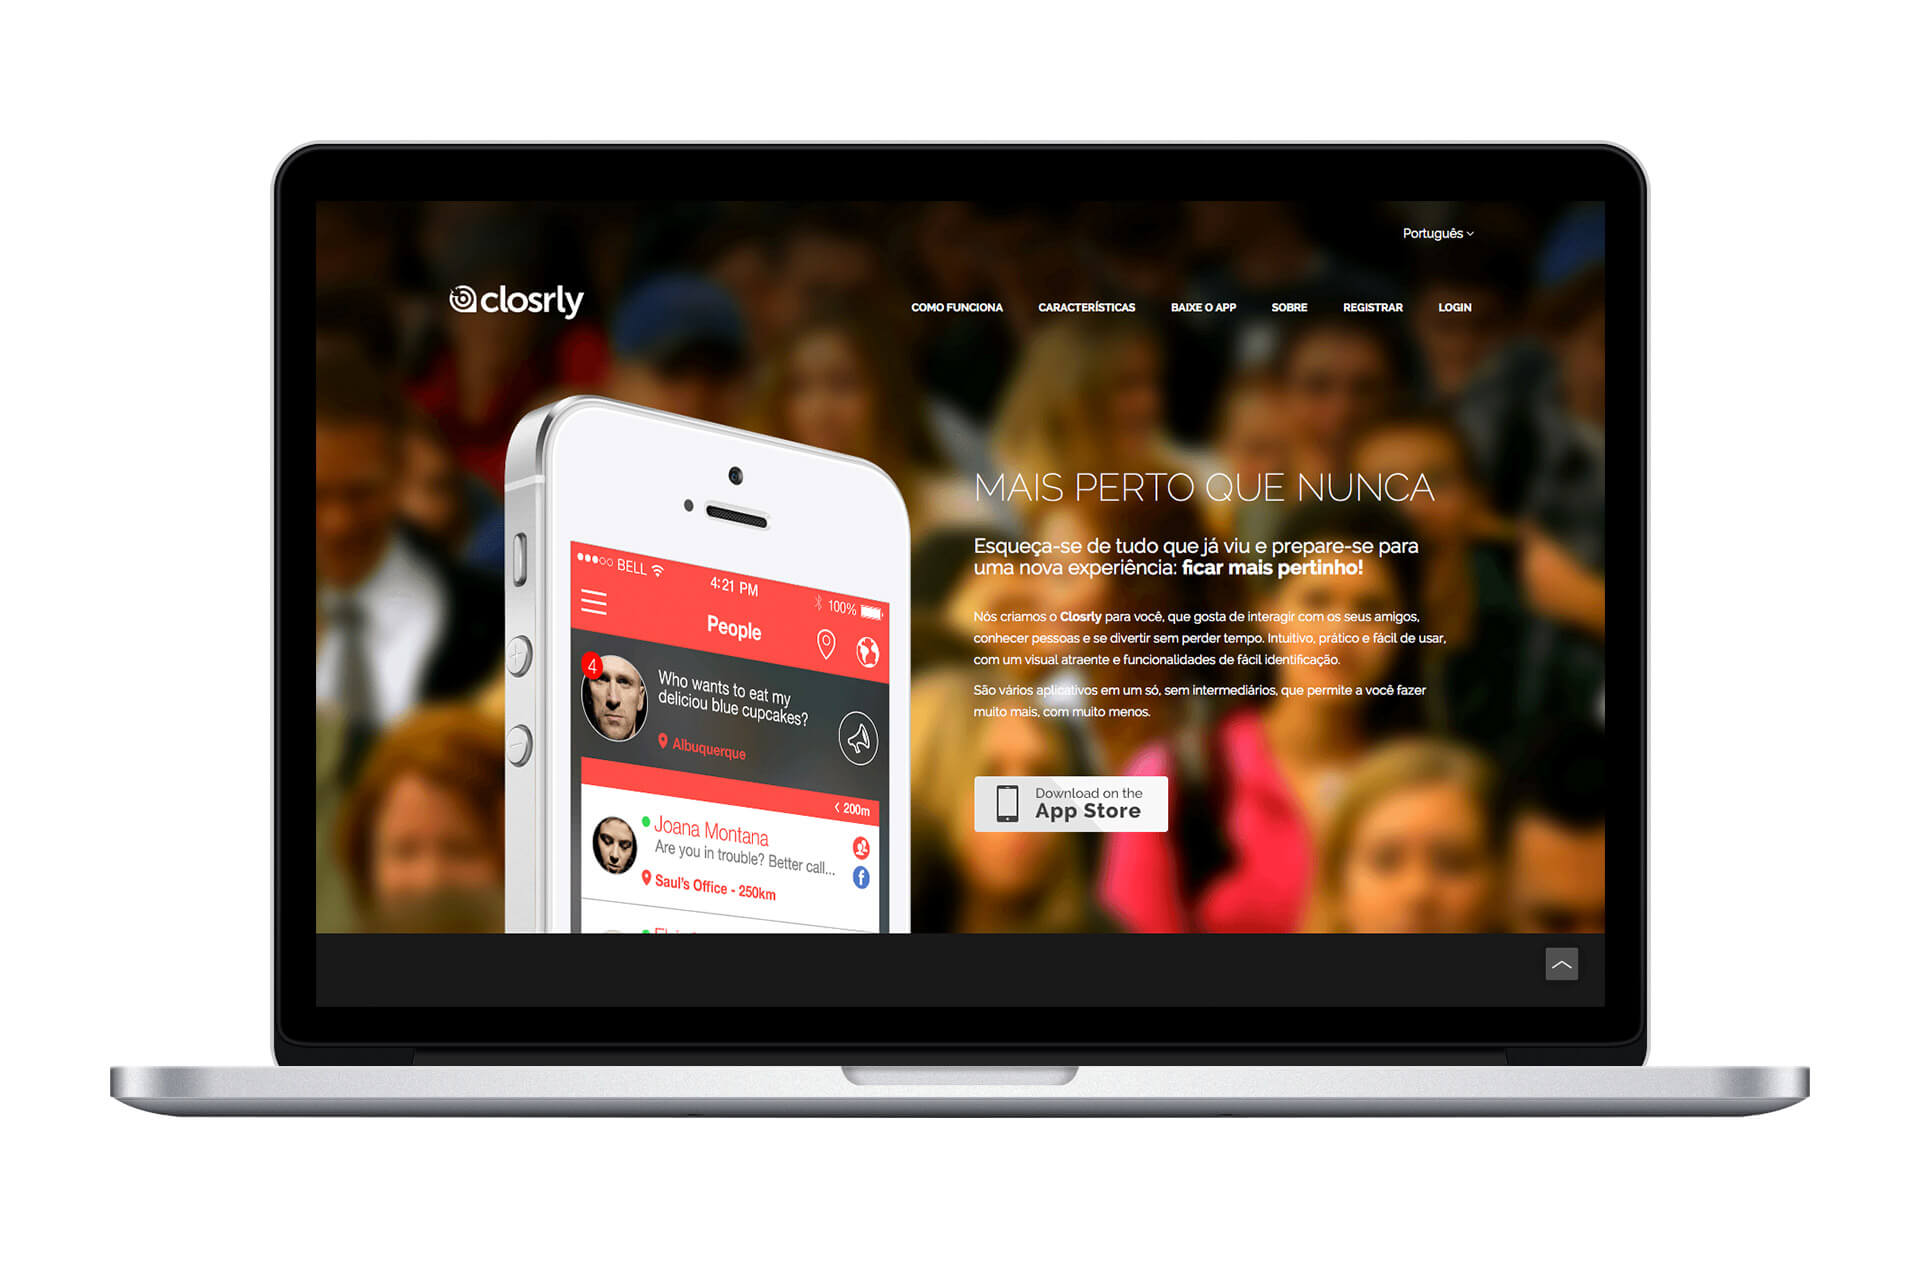 Português
closrly
COMO FUNCIONA CARACTERÍSTICAS BAIXE O APP SOBRE REGISTRAR LOGIN
MAIS PERTO QUE NUNCA
Esqueça-se de tudo que já viu e prepare-se para
uma nova experiência: ficar mais pertinho!
Nós criamos o Closrly para você, que gosta de interagir com os seus amigos,
conhecer pessoas e se divertir sem perder tempo. Intuitivo, prático e fácil de usar,
com um visual atraente e funcionalidades de fácil identificação.
São vários aplicativos em um só, sem intermediários, que permite a você fazer
muito mais, com muito menos.
Download on the
App Store
BELL 4:21 PM 100%
People
4
Who wants to eat my
deliciou blue cupcakes?
Albuquerque
< 200m
Joana Montana
Are you in trouble? Better call...
f
Saul's Office - 250km